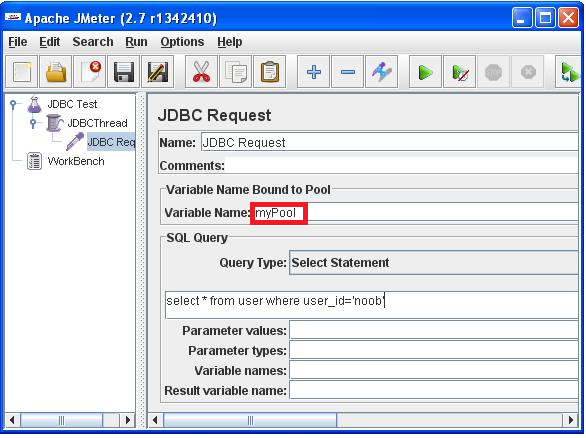 Apache JMeter (2.7 r1342410)
File Edit Search Run Options Help
JDBC Test
JDBCThread
JDBC Req
WorkBench
JDBC Request
Name: JDBC Request
Comments:
Variable Name Bound to Pool
Variable Name: myPool
SQL Query
Query Type: Select Statement
select * from user where user_id='noob'
Parameter values:
Parameter types:
Variable names:
Result variable name: